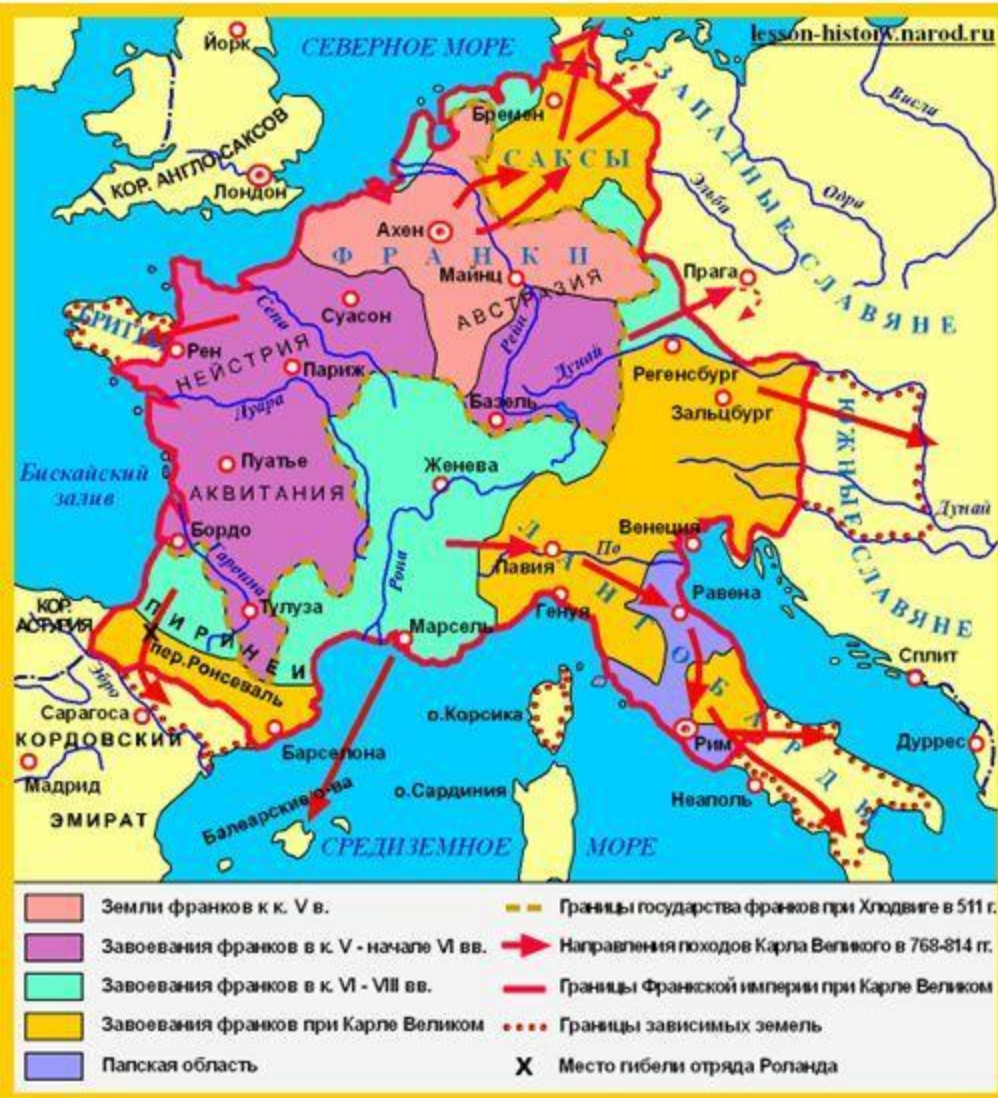 lesson-history.narod.ru
Йорк
СЕВЕРНОЕ МОРЕ
ЗАПАДНЫЕ СЛАВЯНЕ
Висла
Бремен
САКСЫ
КОР. АНГЛО САКСОВ
Лондон
Эльба
Одра
Ахен
ФРАНКИ
Майнц
АВСТРАЗИЯ
Прага
Суасон
Сена
Рейн
БРИТТЫ
Рен
НЕЙСТРИЯ
Париж
Дунай
Регенсбург
Луара
Базель
Зальцбург
ЮЖНЫЕ СЛАВЯНЕ
Бискайский
залив
Пуатье
Женева
АКВИТАНИЯ
Дунай
Бордо
Венеция
ЛАНГОБАРДЫ
По
Павия
Гаронна
Рона
Равена
КОР.
АСТУРИЯ
ПИРИНЕИ
Тулуза
Генуя
Марсель
пер.Ронсеваль
Сплит
Эбро
Сарагоса
о.Корсика
КОРДОВСКИЙ
Рим
Дуррес
Барселона
Мадрид
о.Сардиния
Неаполь
ЭМИРАТ
Балеарские о-ва
СРЕДИЗЕМНОЕ МОРЕ
Земли франков к к. V в.
Завоевания франков в к. V - начале VI вв.
Завоевания франков в к. VI - VIII вв.
Завоевания франков при Карле Великом
Папская область
Границы государства франков при Хлодвиге в 511 г.
Направления походов Карла Великого в 768-814 гг.
Границы Франкской империи при Карле Великом
Границы зависимых земель
X Место гибели отряда Роланда